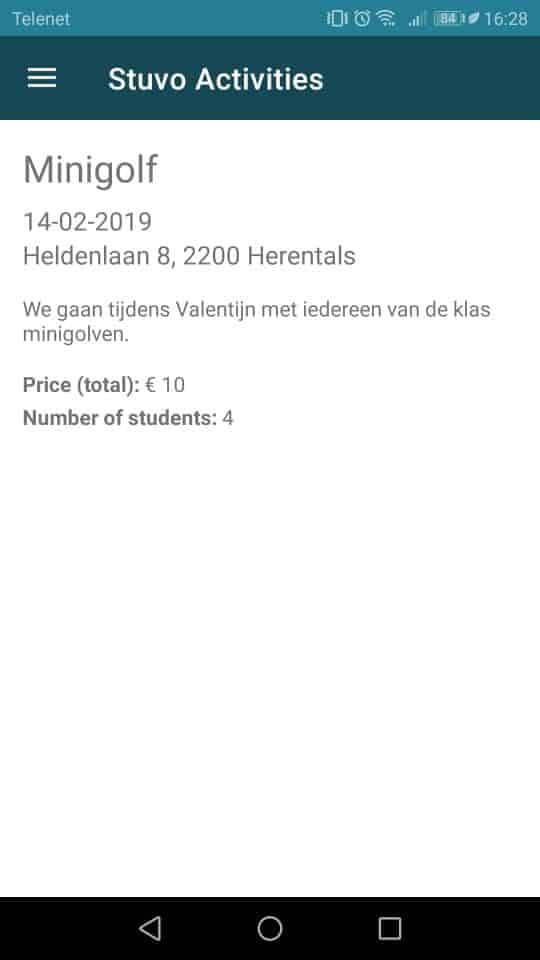 Telenet 84 16:28
Stuvo Activities
Minigolf
14-02-2019
Heldenlaan 8, 2200 Herentals
We gaan tijdens Valentijn met iedereen van de klas
minigolven.
Price (total): € 10
Number of students: 4